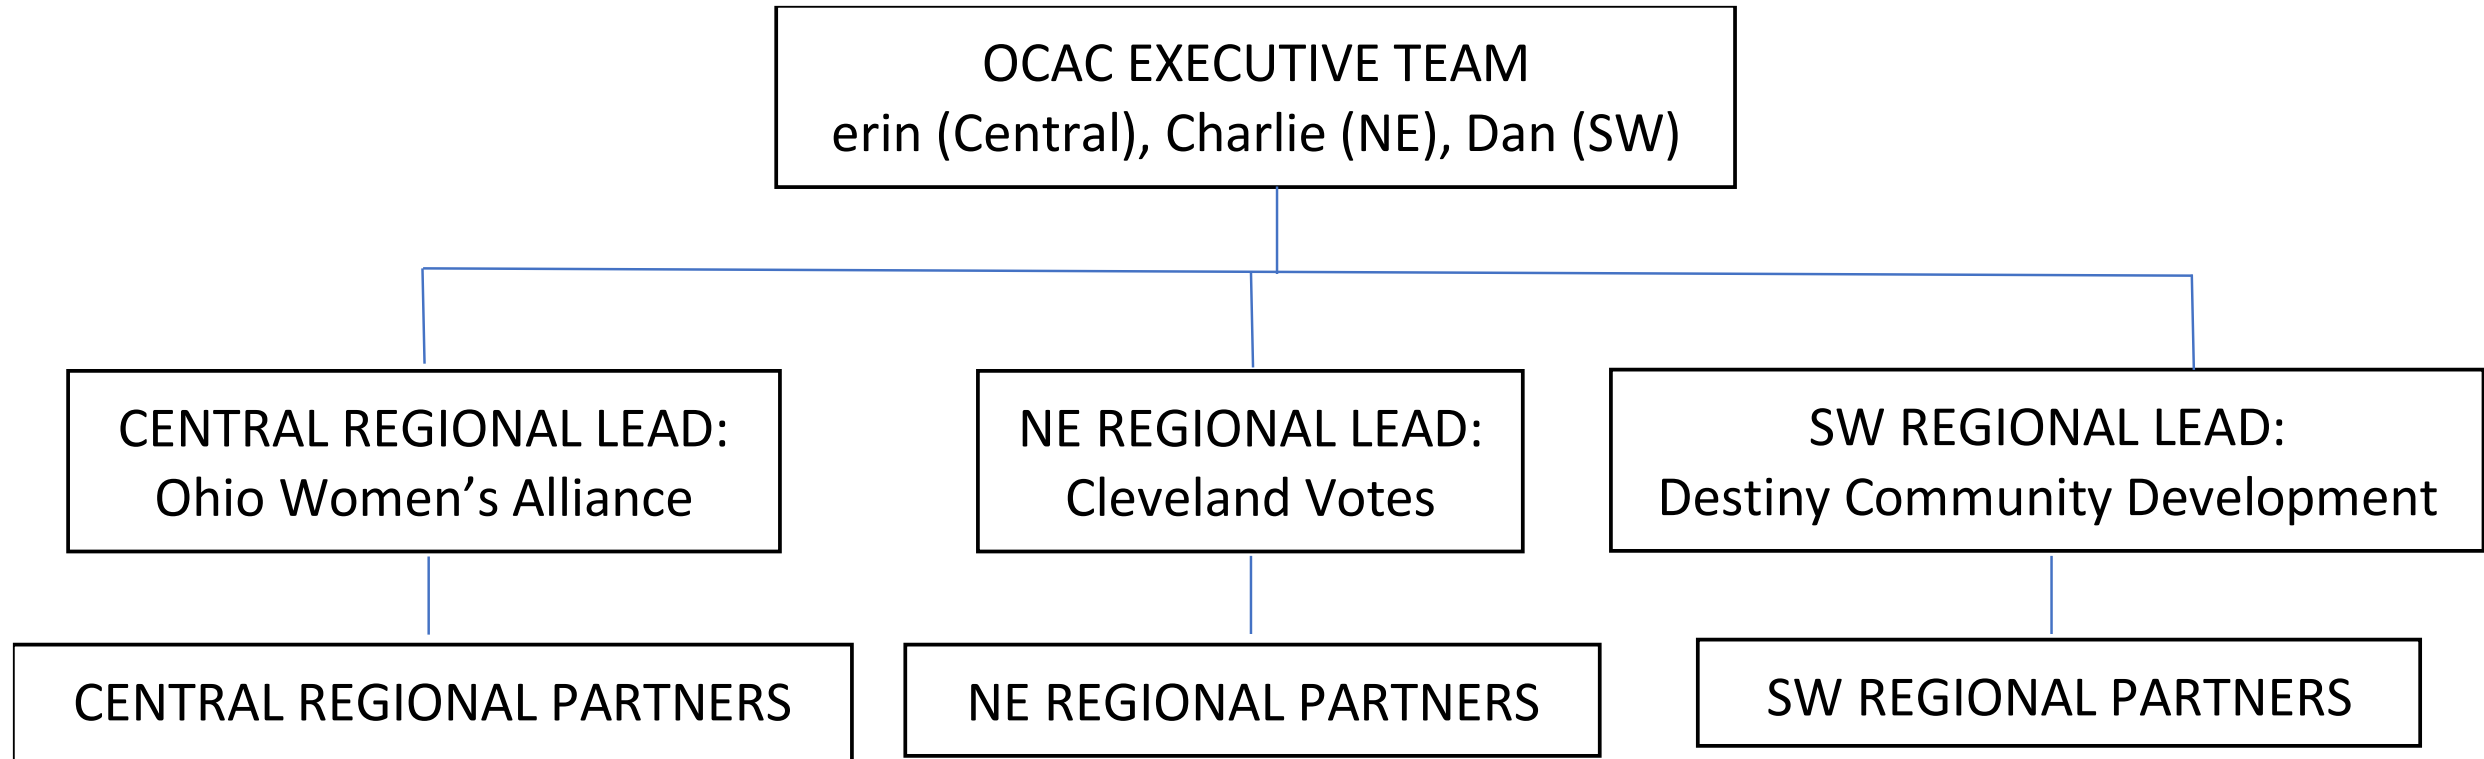 OCAC EXECUTIVE TEAM
erin (Central), Charlie (NE), Dan (SW)
CENTRAL REGIONAL LEAD:
Ohio Women’s Alliance
NE REGIONAL LEAD:
Cleveland Votes
SW REGIONAL LEAD:
Destiny Community Development
CENTRAL REGIONAL PARTNERS
NE REGIONAL PARTNERS
SW REGIONAL PARTNERS